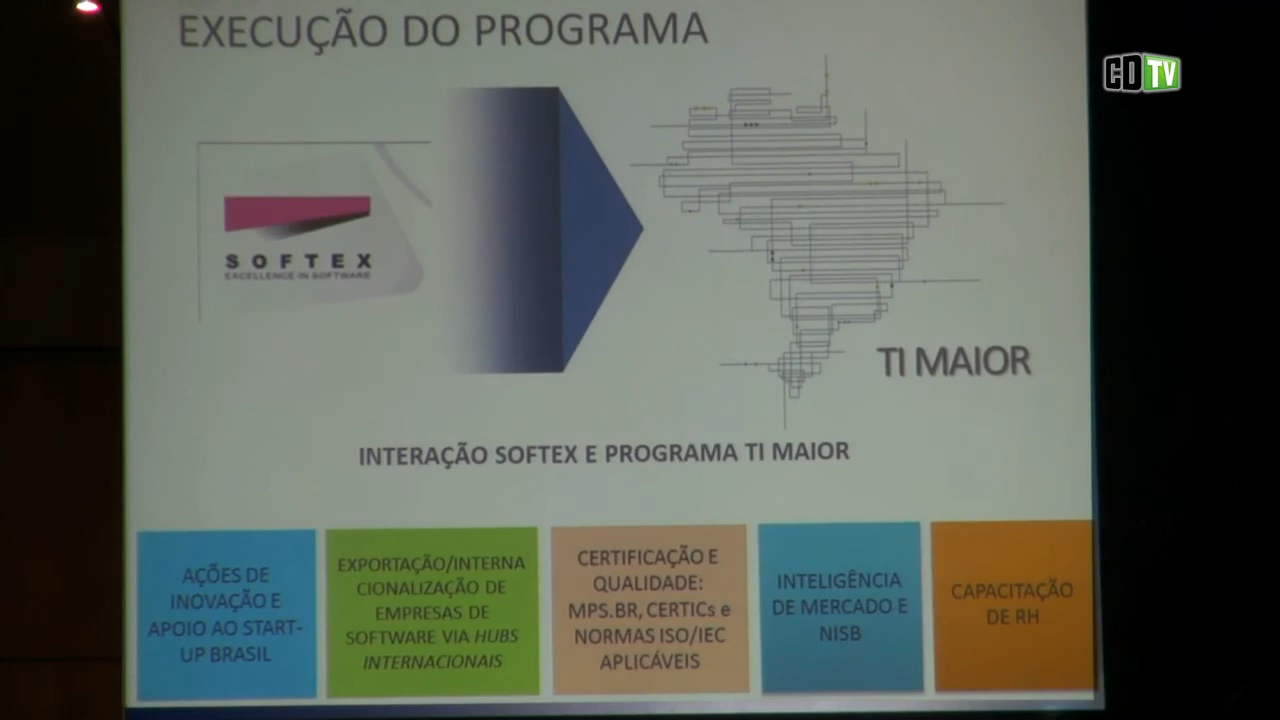 EXECUÇÃO DO PROGRAMA
CDTV
SOFTEX
EXCELLENCE IN SOFTWARE
TI MAIOR
INTERAÇÃO SOFTEX E PROGRAMA TI MAIOR
AÇÕES DE
INOVAÇÃO E
APOIO AO START-
UP BRASIL
EXPORTAÇÃO/INTERNA
CIONALIZAÇÃO DE
EMPRESAS DE
SOFTWARE VIA HUBS
INTERNACIONAIS
CERTIFICAÇÃO E
QUALIDADE:
MPS.BR, CERTICs e
NORMAS ISO/IEC
APLICÁVEIS
INTELIGÊNCIA
DE MERCADO E
NISB
CAPACITAÇÃO
DE RH